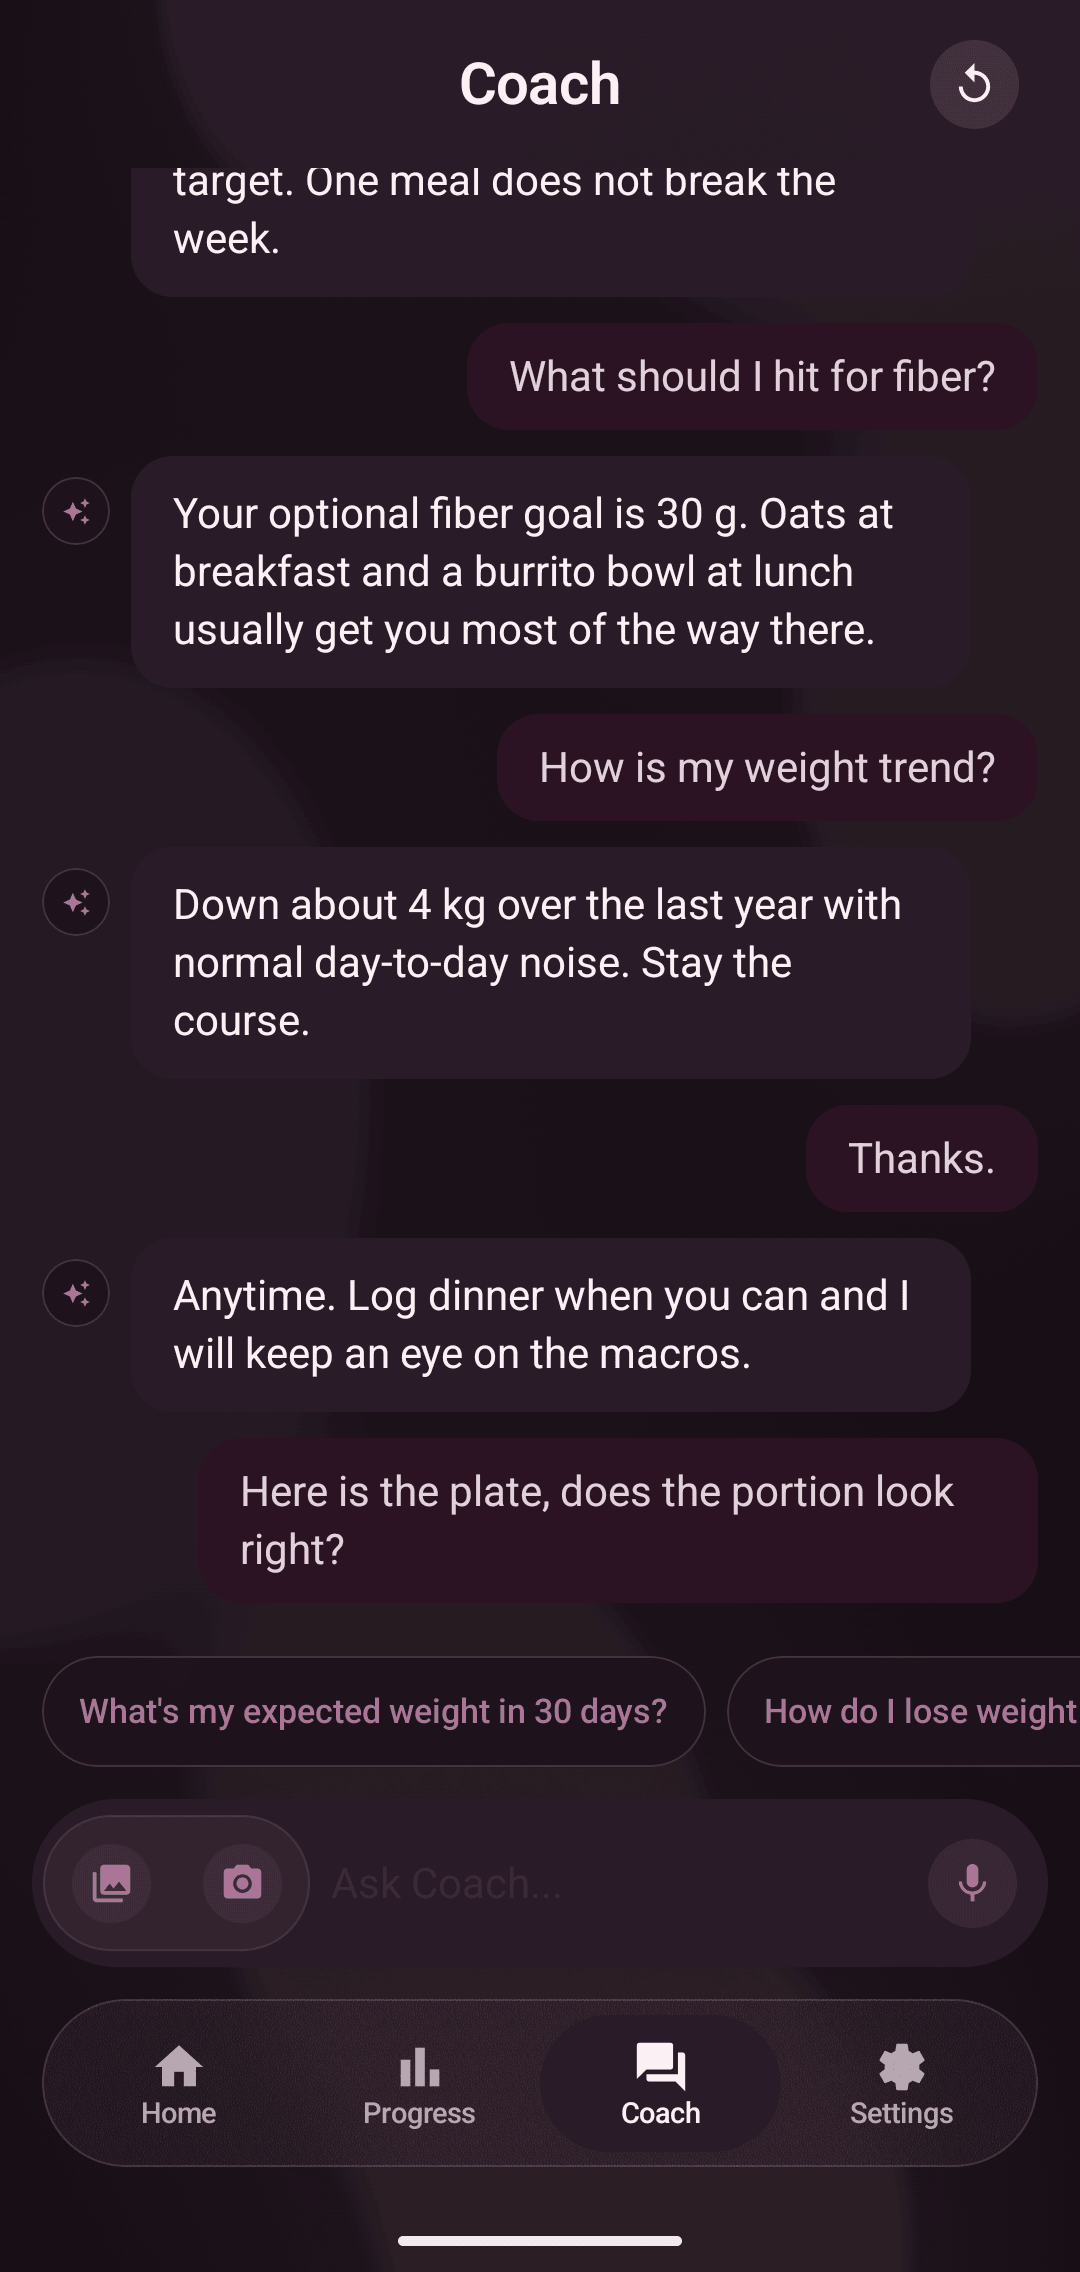 Coach
target. One meal does not break the
week.
What should I hit for fiber?
Your optional fiber goal is 30 g. Oats at
breakfast and a burrito bowl at lunch
usually get you most of the way there.
How is my weight trend?
Down about 4 kg over the last year with
normal day-to-day noise. Stay the
course.
Thanks.
Anytime. Log dinner when you can and I
will keep an eye on the macros.
Here is the plate, does the portion look
right?
What's my expected weight in 30 days?
How do I lose weight
Ask Coach...
Home
Progress
Coach
Settings